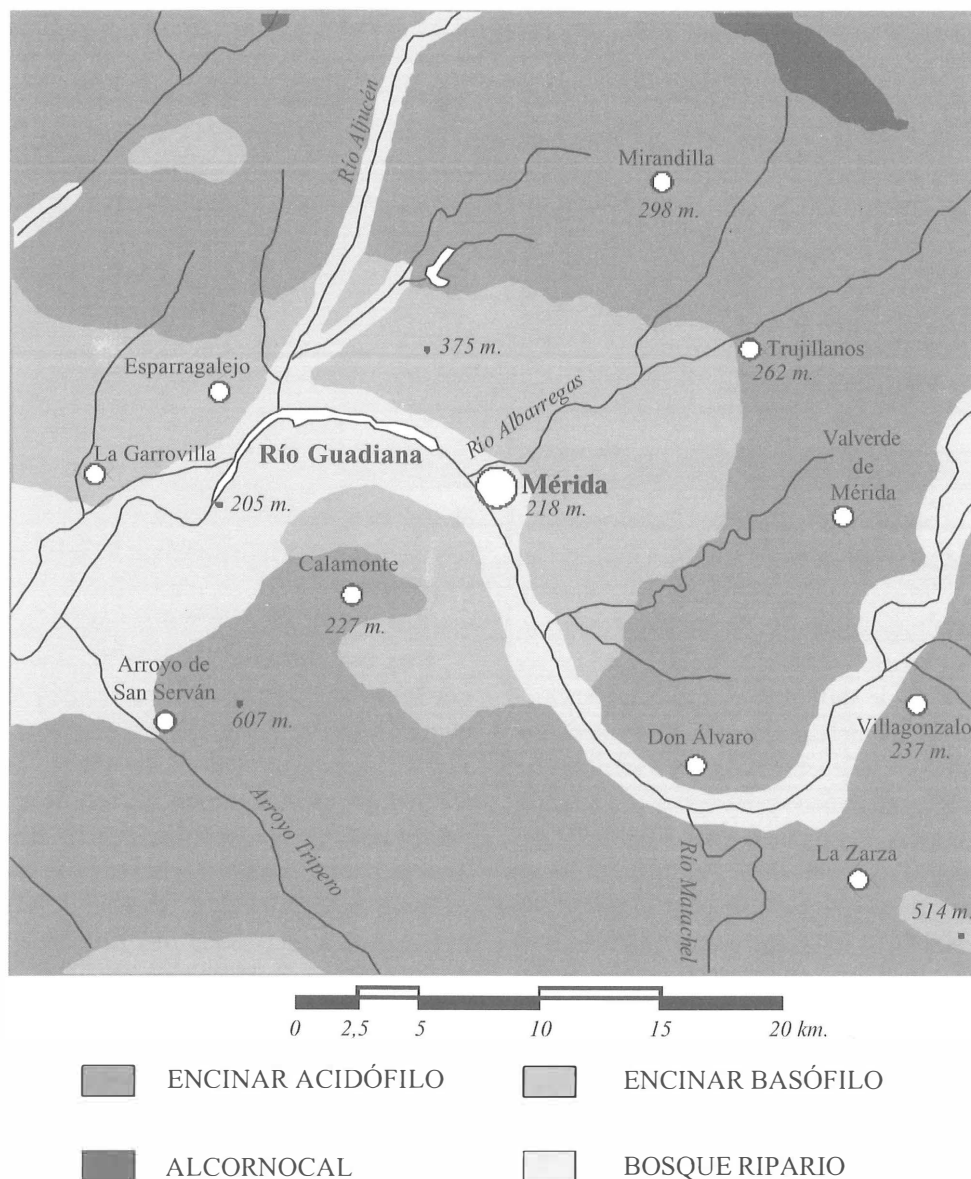 Río Aljucén
Mirandilla
298 m.
375 m.
Trujillanos
262 m.
Esparragalejo
Río Albarregas
La Garrovilla
Río Guadiana
Valverde
de
Mérida
Mérida
218 m.
205 m.
Calamonte
227 m.
Arroyo de
San Serván
607 m.
Villagonzalo
237 m.
Don Álvaro
Arroyo Tripero
Río Matachel
La Zarza
514 m.
0 2,5 5 10 15 20 km.
ENCINAR ACIDÓFILO
ENCINAR BASÓFILO
ALCORNOCAL
BOSQUE RIPARIO